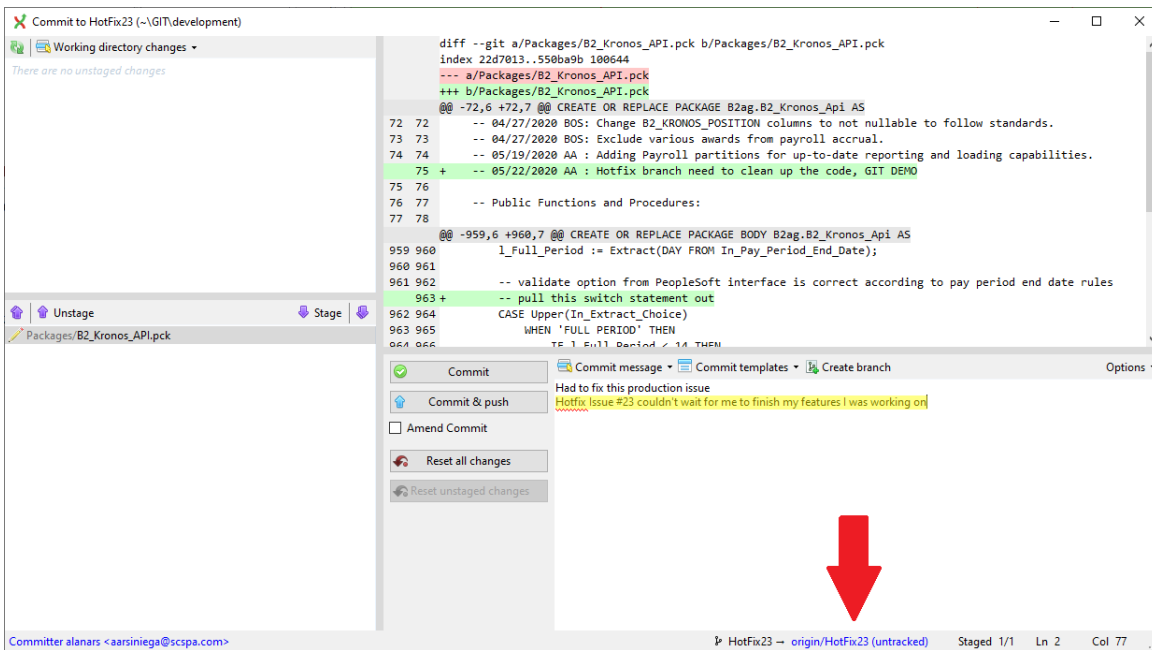 Commit to HotFix23 (~\GIT\development)
Working directory changes
There are no unstaged changes
Unstage
Stage
Packages/B2_Kronos_API.pck
diff --git a/Packages/B2_Kronos_API.pck b/Packages/B2_Kronos_API.pck
index 22d7013..550ba9b 100644
--- a/Packages/B2_Kronos_API.pck
+++ b/Packages/B2_Kronos_API.pck
@@ -72,6 +72,7 @@ CREATE OR REPLACE PACKAGE B2ag.B2_Kronos_Api AS
72 72 -- 04/27/2020 BOS: Change B2_KRONOS_POSITION columns to not nullable to follow standards.
73 73 -- 04/27/2020 BOS: Exclude various awards from payroll accrual.
74 74 -- 05/19/2020 AA : Adding Payroll partitions for up-to-date reporting and loading capabilities.
75 + -- 05/22/2020 AA : Hotfix branch need to clean up the code, GIT DEMO
75 76
76 77 -- Public Functions and Procedures:
77 78
@@ -959,6 +960,7 @@ CREATE OR REPLACE PACKAGE BODY B2ag.B2_Kronos_Api AS
959 960 l_Full_Period := Extract(DAY FROM In_Pay_Period_End_Date);
960 961
961 962 -- validate option from PeopleSoft interface is correct according to pay period end date rules
963 + -- pull this switch statement out
962 964 CASE Upper(In_Extract_Choice)
963 965 WHEN 'FULL PERIOD' THEN
964 966 IF l_Full_Period < 14 THEN
Commit
Commit & push
Amend Commit
Reset all changes
Reset unstaged changes
Commit message
Commit templates
Create branch
Options
Had to fix this production issue
Hotfix Issue #23 couldn't wait for me to finish my features I was working on
Committer alanars <aarsiniega@scspa.com>
HotFix23 → origin/HotFix23 (untracked)
Staged 1/1
Ln 2
Col 77